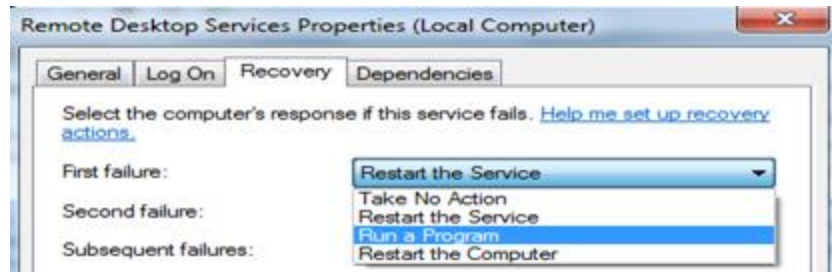 Remote Desktop Services Properties (Local Computer)
General Log On Recovery Dependencies
Select the computer's response if this service fails. Help me set up recovery
actions.
First failure: Restart the Service
Take No Action
Second failure: Restart the Service
Run a Program
Subsequent failures: Restart the Computer